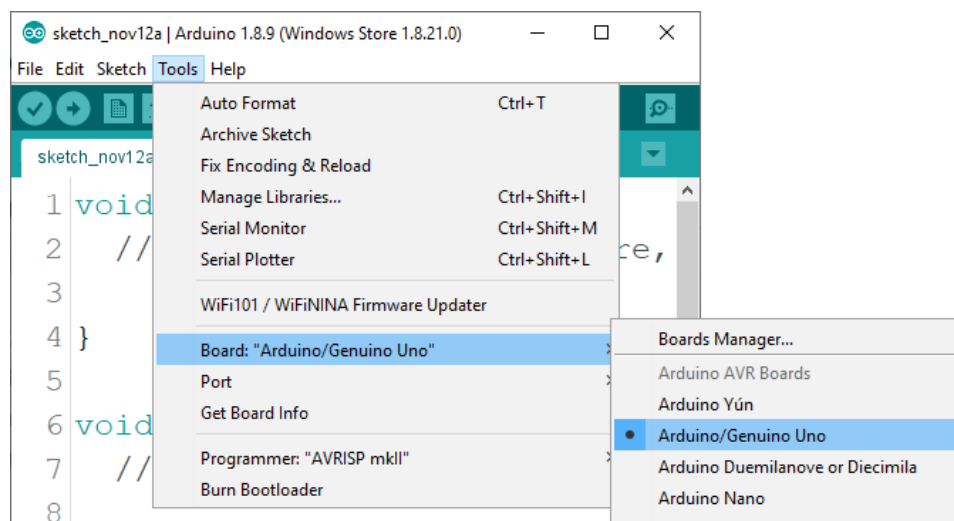 sketch_nov12a | Arduino 1.8.9 (Windows Store 1.8.21.0)
File Edit Sketch Tools Help
sketch_nov12a
Auto Format Ctrl+T
Archive Sketch
Fix Encoding & Reload
Manage Libraries... Ctrl+Shift+I
Serial Monitor Ctrl+Shift+M
Serial Plotter Ctrl+Shift+L
WiFi101 / WiFiNINA Firmware Updater
Board: "Arduino/Genuino Uno"
Port
Get Board Info
Programmer: "AVRISP mkII"
Burn Bootloader
Boards Manager...
Arduino AVR Boards
Arduino Yún
Arduino/Genuino Uno
Arduino Duemilanove or Diecimila
Arduino Nano
1 void
2 // re,
3
4 }
5
6 void
7 //
8